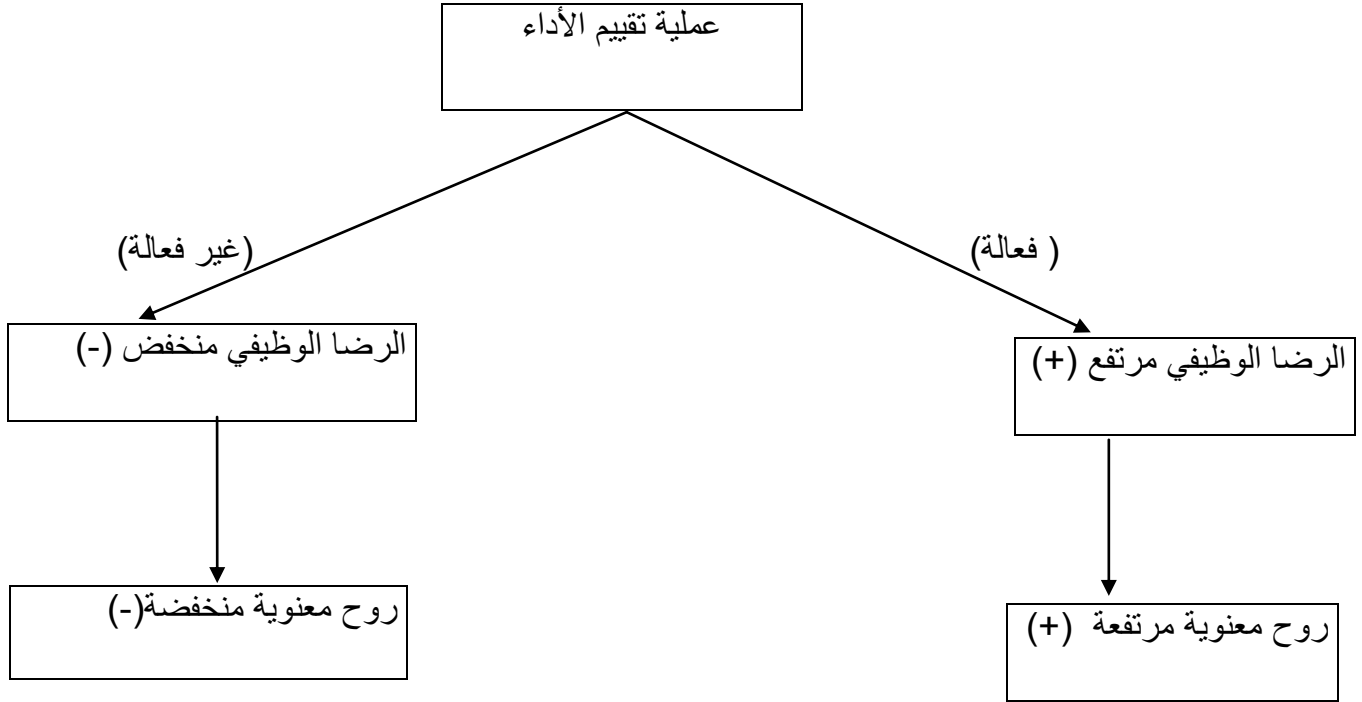 عملية تقييم الأداء
( فعالة)
(غير فعالة)
الرضا الوظيفي مرتفع (+)
الرضا الوظيفي منخفض (-)
روح معنوية مرتفعة (+)
روح معنوية منخفضة(-)